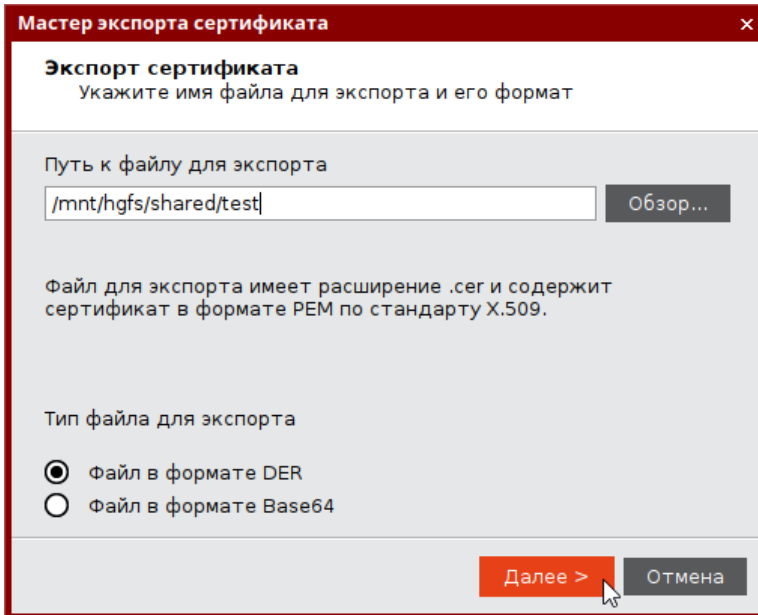 Мастер экспорта сертификата
Экспорт сертификата
Укажите имя файла для экспорта и его формат
Путь к файлу для экспорта
/mnt/hgfs/shared/test
Обзор...
Файл для экспорта имеет расширение .cer и содержит
сертификат в формате PEM по стандарту X.509.
Тип файла для экспорта
Файл в формате DER
Файл в формате Base64
Далее >
Отмена